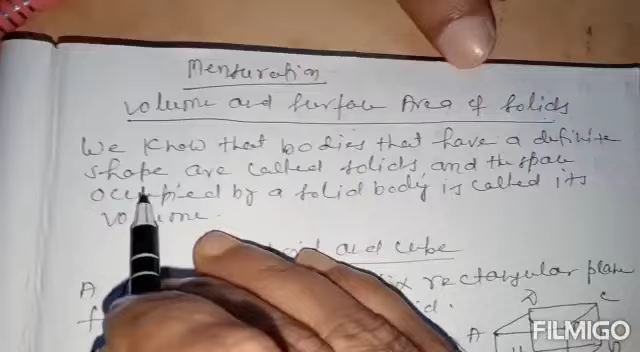 Mensuration
Volume and Surface Area of Solids
We know that bodies that have a definite
shape are called solids, and the space
occupied by a solid body is called its
volume.
and cube
A rectangular plane
f
D C
A
FILMIGO